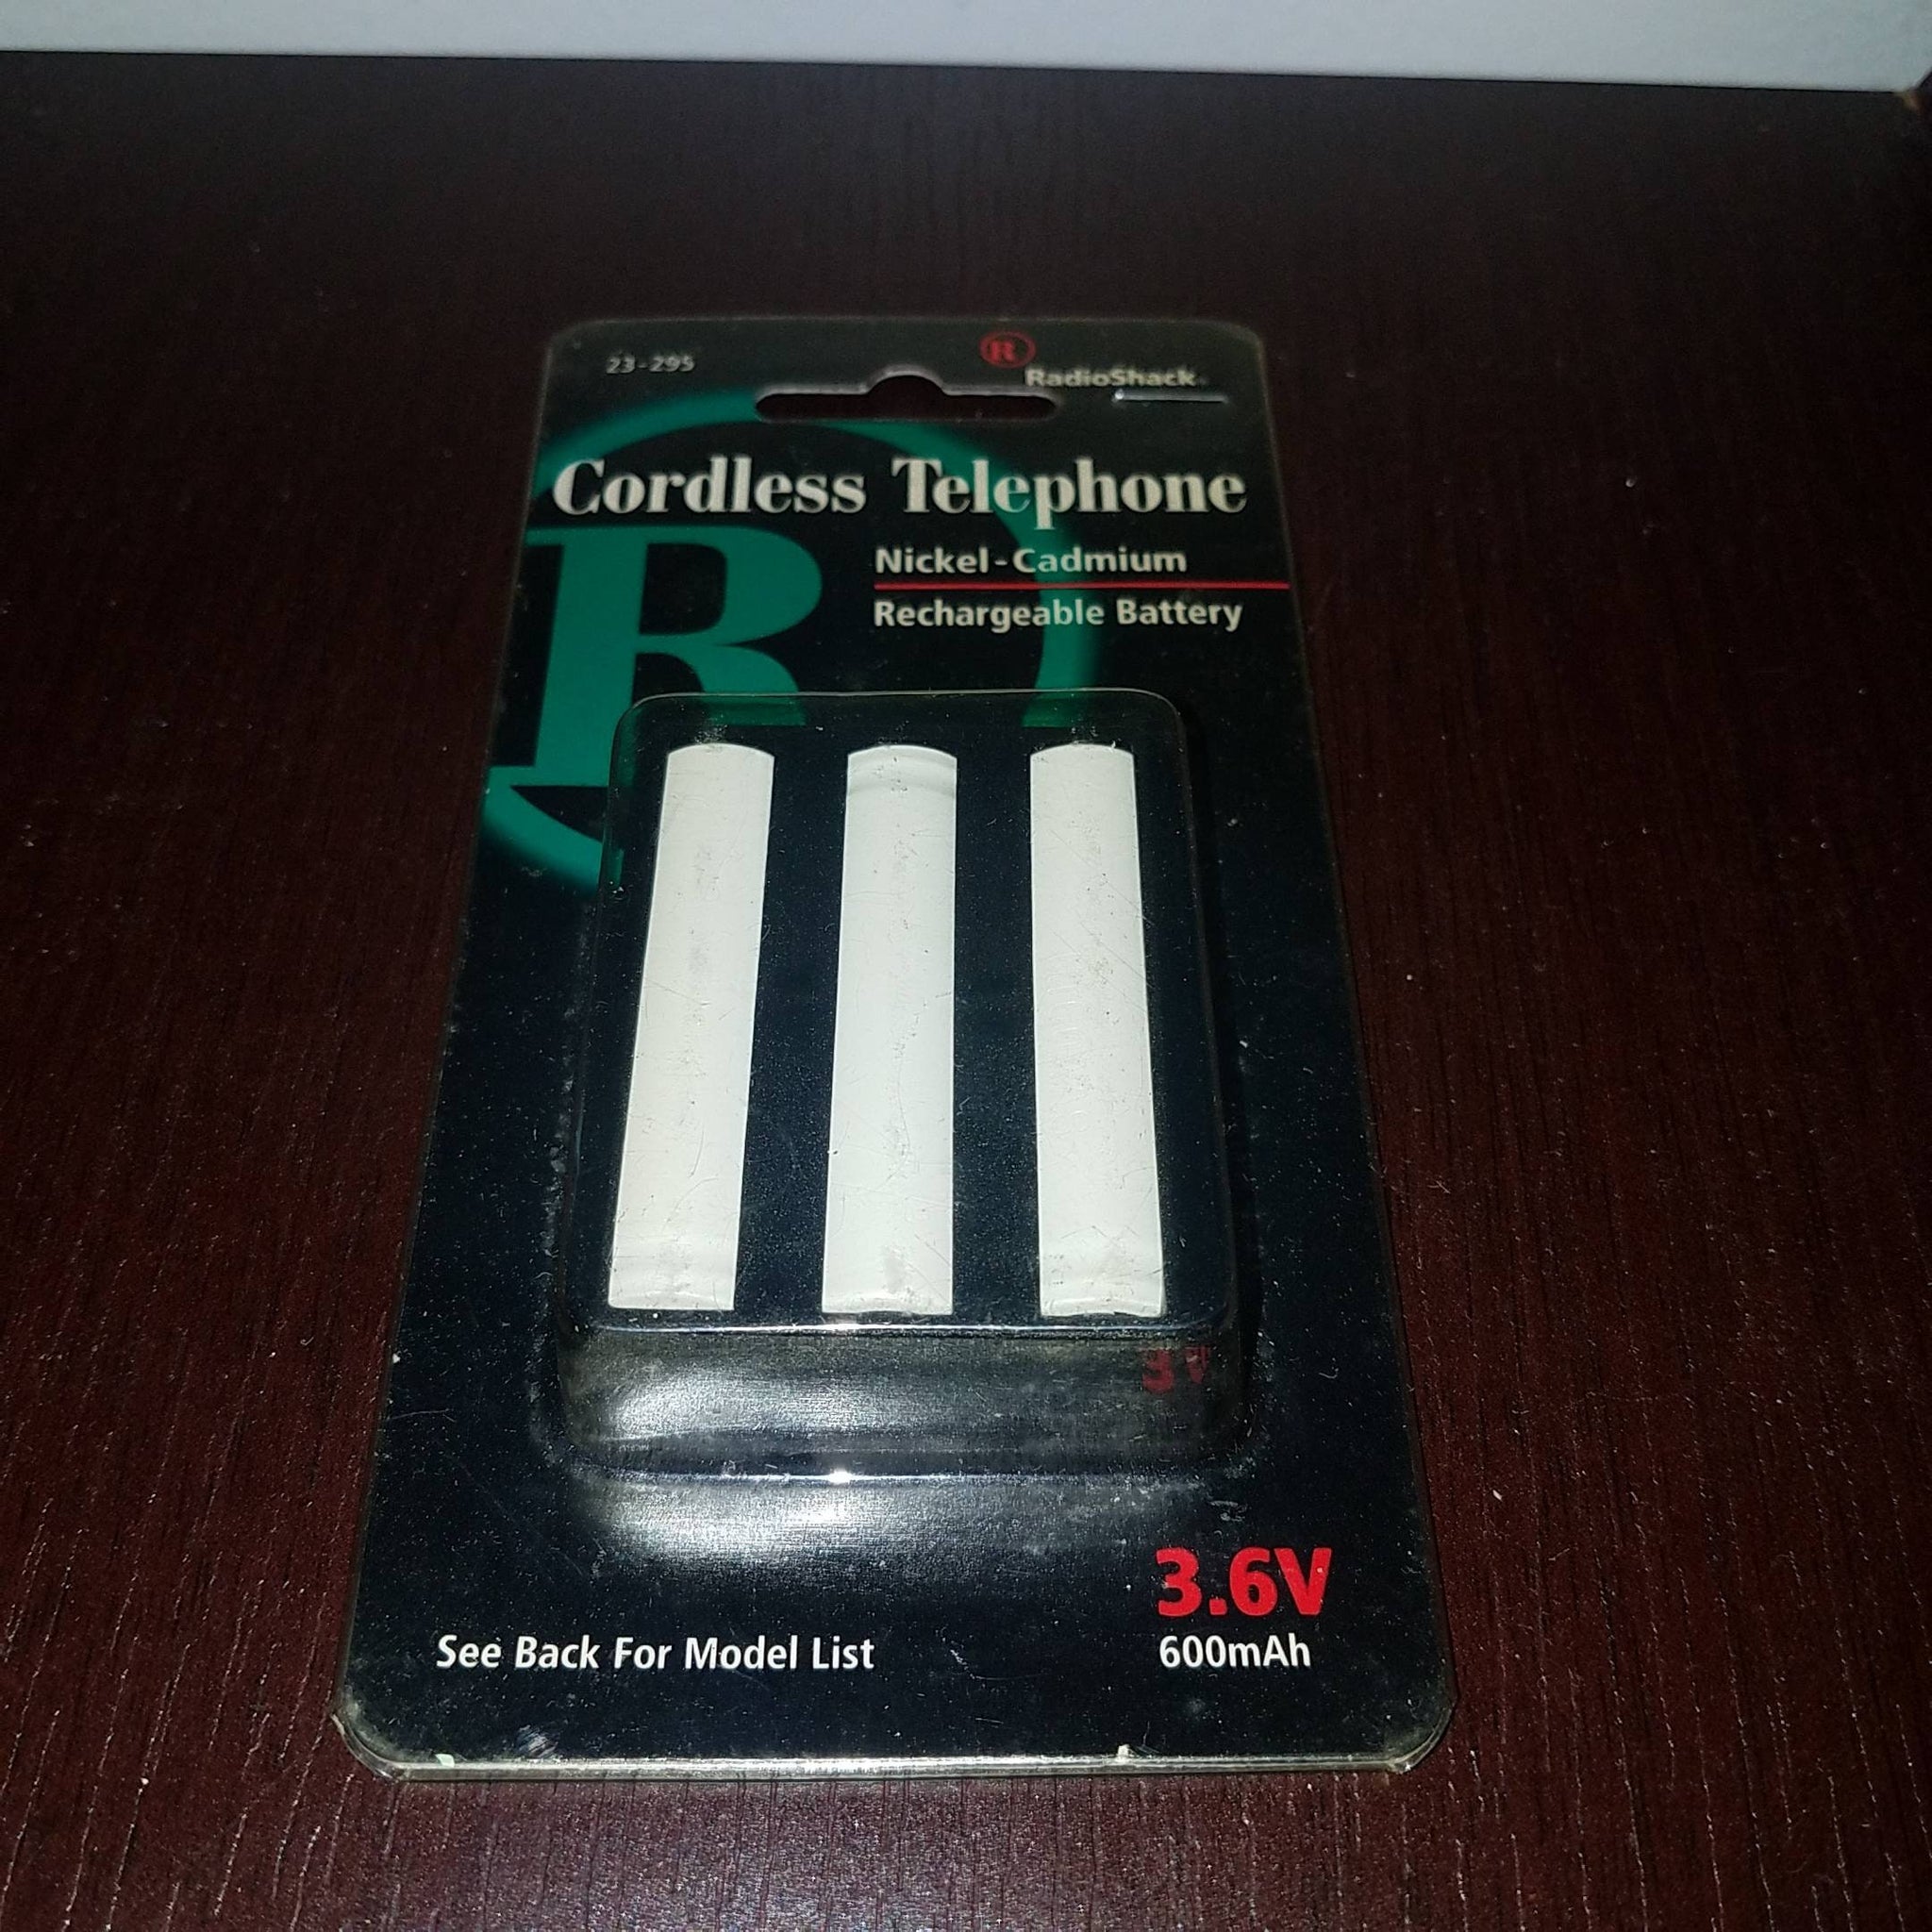 23-295
R
RadioShack
Cordless Telephone
R
Nickel-Cadmium
Rechargeable Battery
3.6V
600mAh
See Back For Model List